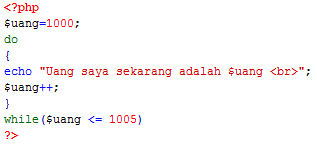 <?php
$uang=1000;
do
{
echo "Uang saya sekarang adalah $uang <br>";
$uang++;
}
while($uang <= 1005)
?>